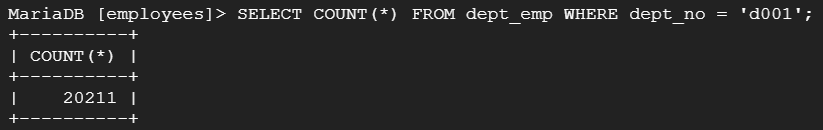 MariaDB [employees]> SELECT COUNT(*) FROM dept_emp WHERE dept_no = 'd001';
+----------+
| COUNT(*) |
+----------+
|    20211 |
+----------+